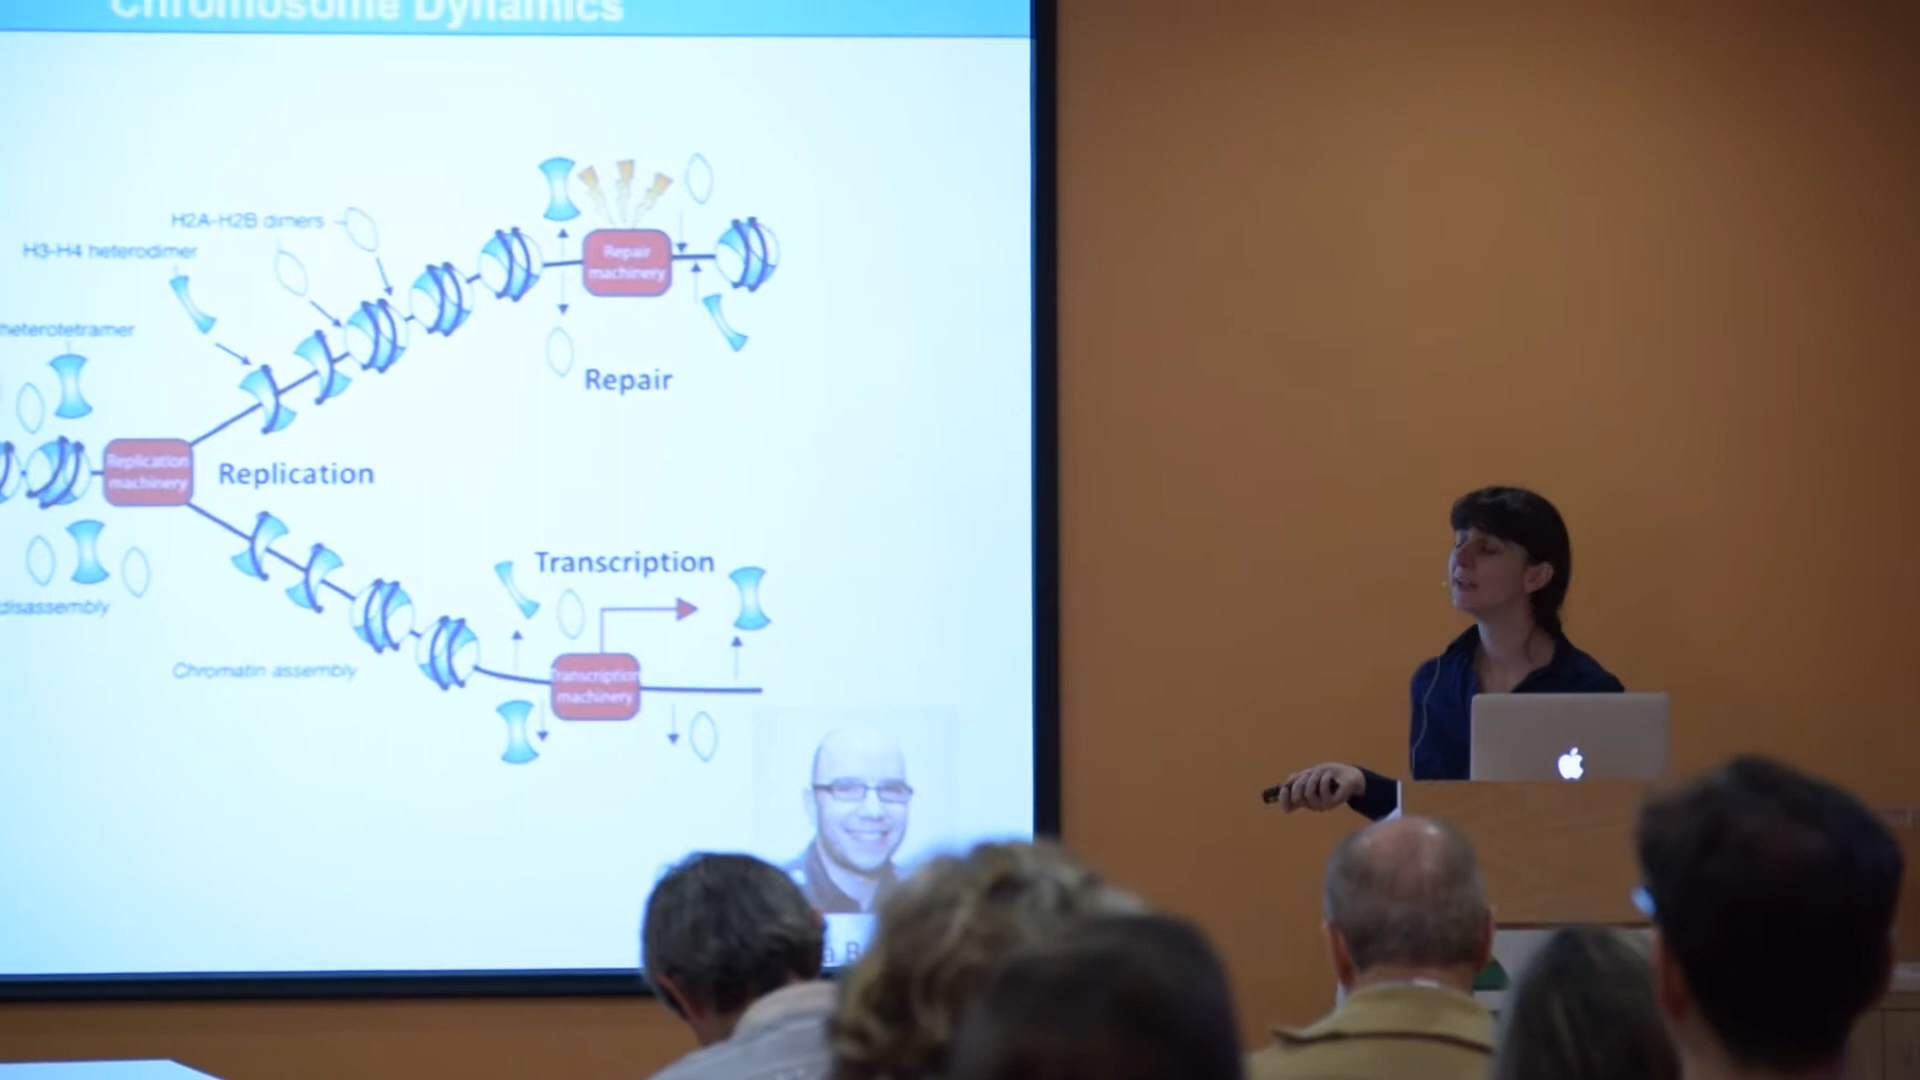 Chromosome Dynamics
H2A-H2B dimers
H3-H4 heterodimer
heterotetramer
Repair
machinery
Repair
Replication
machinery
Replication
disassembly
Transcription
Chromatin assembly
Transcription
machinery